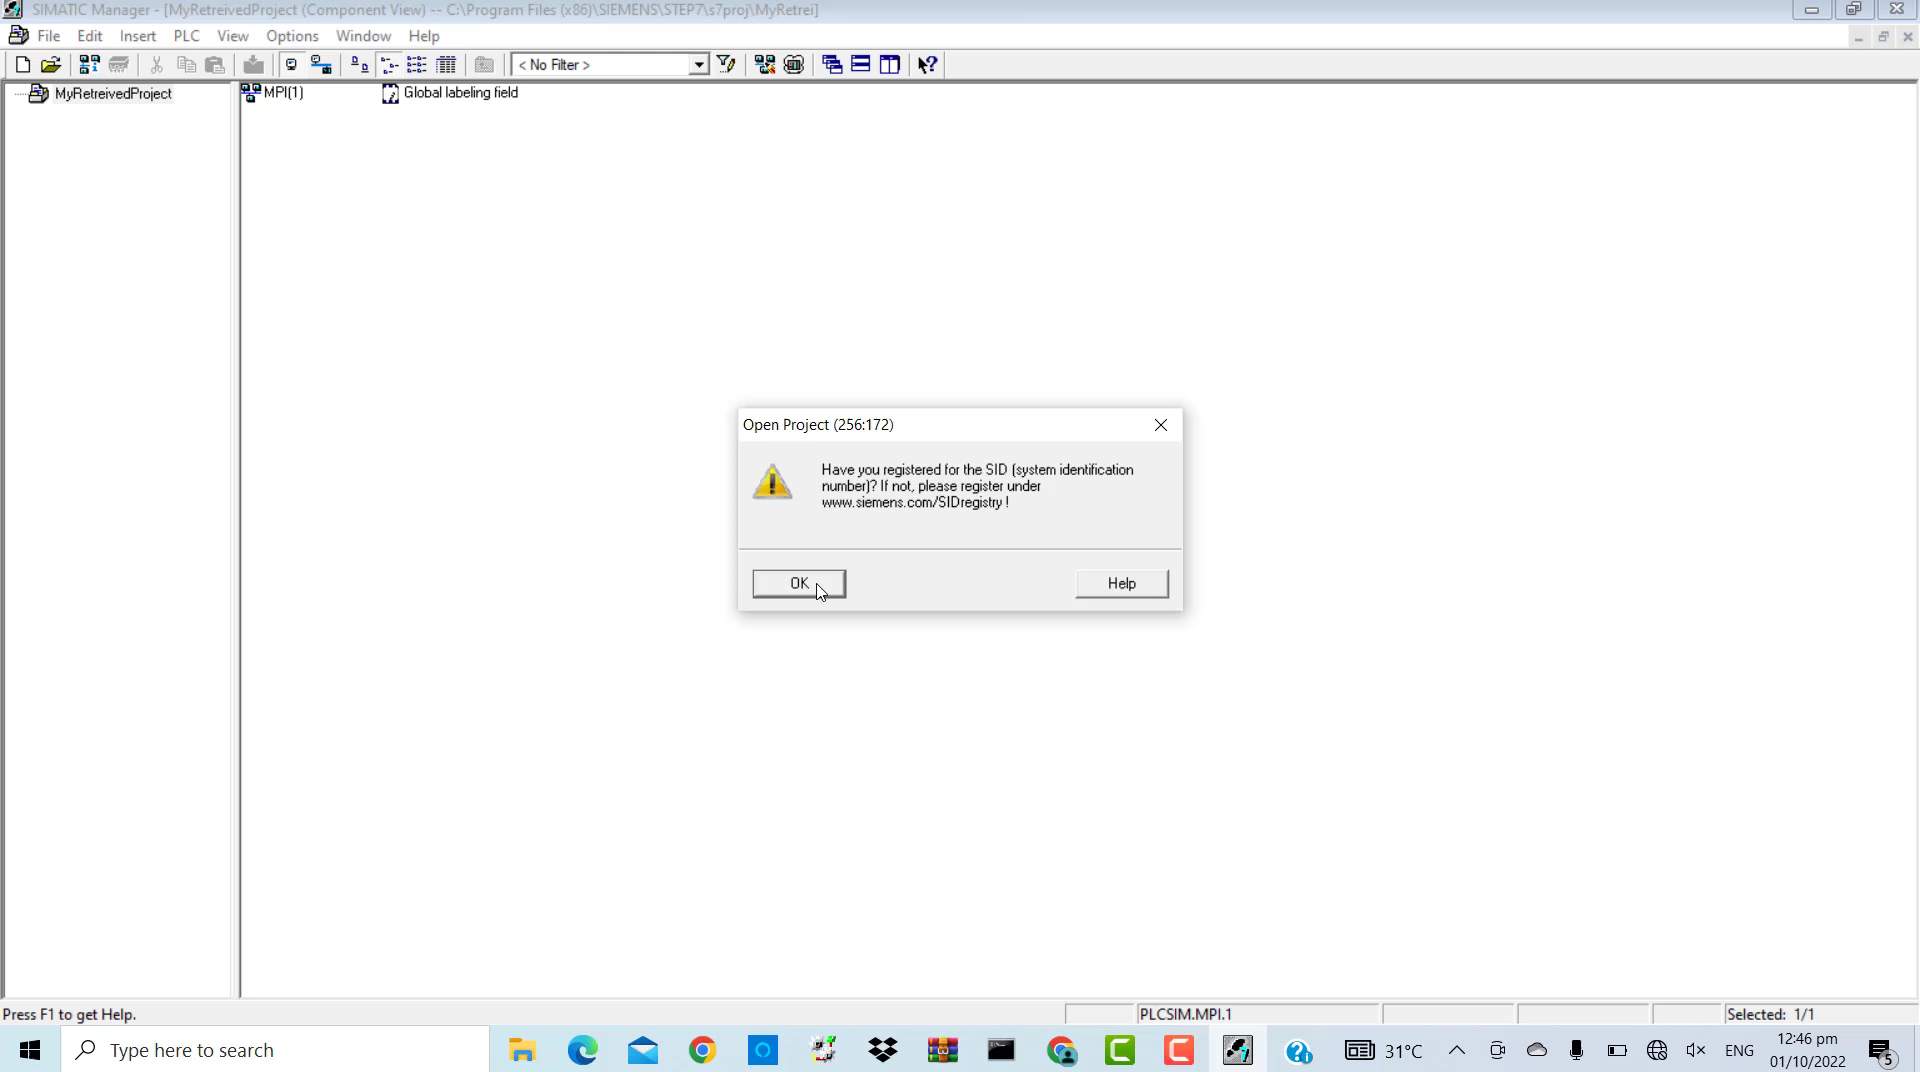 SIMATIC Manager - [MyRetreivedProject (Component View) -- C:\Program Files (x86)\SIEMENS\STEP7\s7proj\MyRetrei]
File Edit Insert PLC View Options Window Help
< No Filter >
MyRetreivedProject
MPI(1) Global labeling field
Open Project (256:172)
Have you registered for the SID (system identification
number)? If not, please register under
www.siemens.com/SIDregistry !
OK Help
Press F1 to get Help. PLCSIM.MPI.1 Selected: 1/1
Type here to search 31°C ENG 12:46 pm
01/10/2022 5